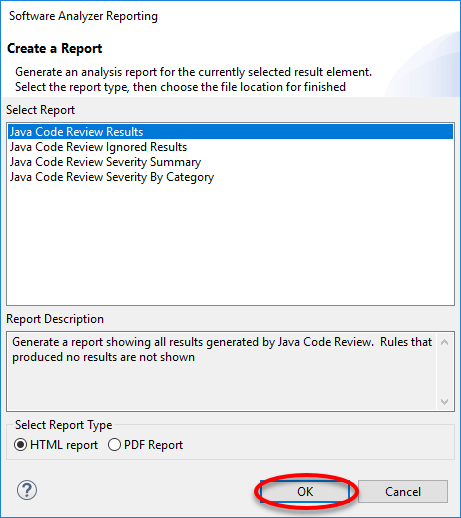 Software Analyzer Reporting
Create a Report
Generate an analysis report for the currently selected result element.
Select the report type, then choose the file location for finished
Select Report
Java Code Review Results
Java Code Review Ignored Results
Java Code Review Severity Summary
Java Code Review Severity By Category
Report Description
Generate a report showing all results generated by Java Code Review.  Rules that
produced no results are not shown
Select Report Type
HTML report PDF Report
? OK Cancel